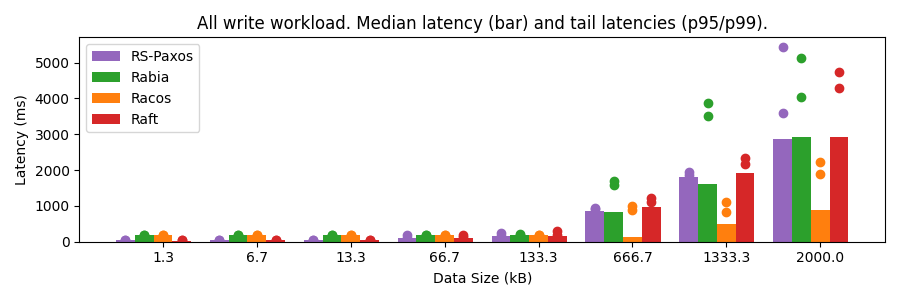 All write workload. Median latency (bar) and tail latencies (p95/p99).
Latency (ms)
5000
4000
3000
2000
1000
0
RS-Paxos
Rabia
Racos
Raft
1.3 6.7 13.3 66.7 133.3 666.7 1333.3 2000.0
Data Size (kB)